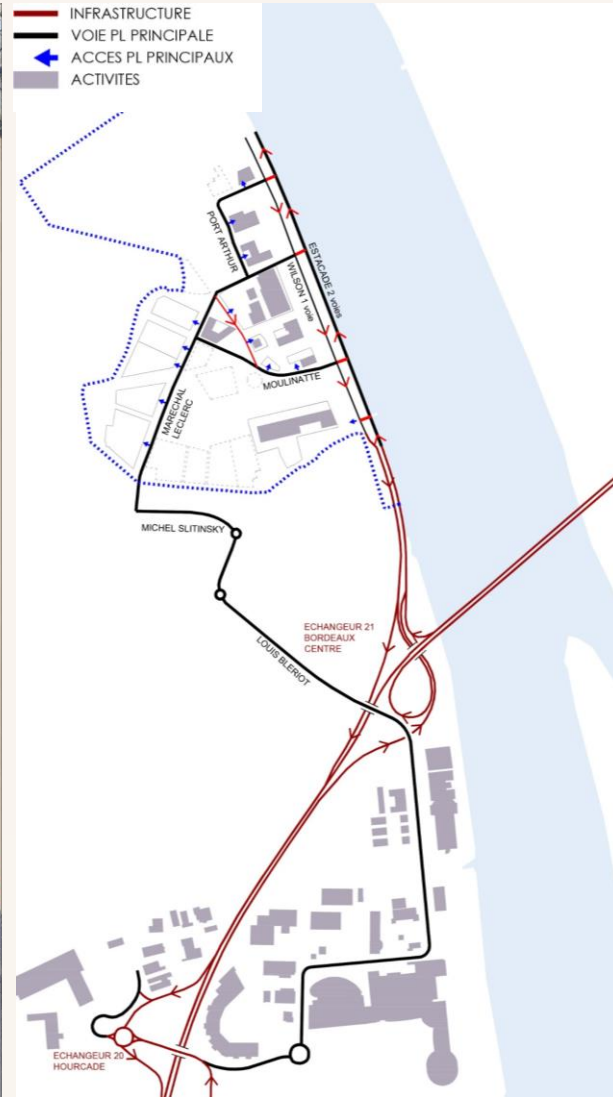 INFRASTRUCTURE
VOIE PL PRINCIPALE
ACCES PL PRINCIPAUX
ACTIVITES
PORT ARTHUR
WILSON 1 voie
ESTACADE 2 voies
MOULINATTE
MARECHAL
LECLERC
MICHEL SLITINSKY
ECHANGEUR 21
BORDEAUX
CENTRE
LOUIS BLERIOT
ECHANGEUR 20
HOURCADE